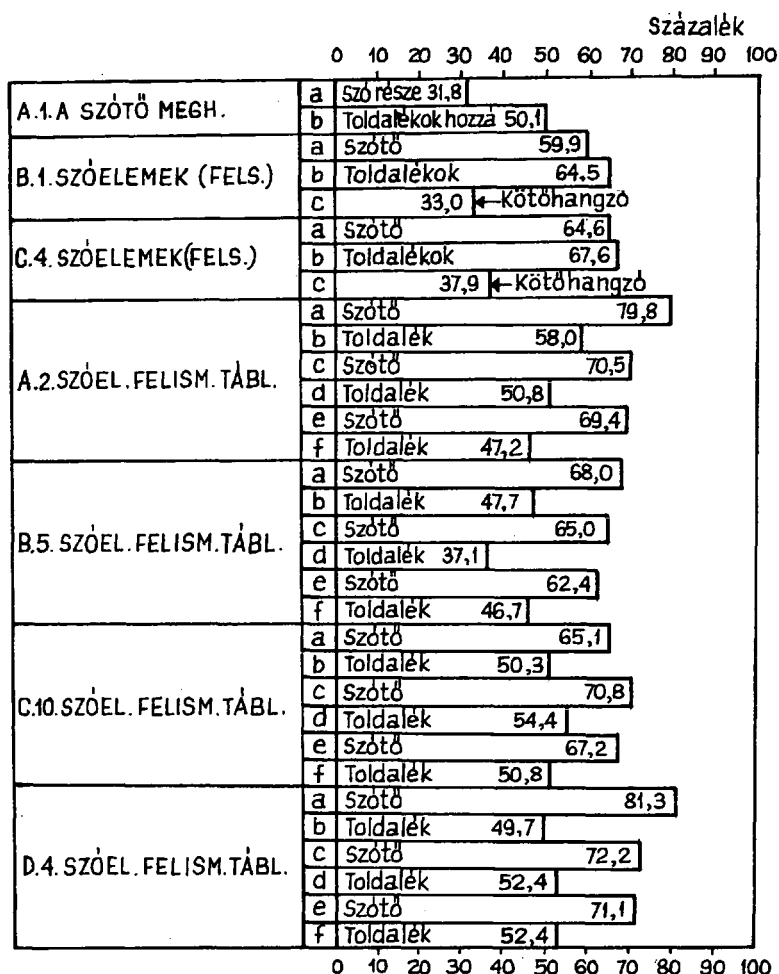 Százalék
0 10 20 30 40 50 60 70 80 90 100
A.1. A SZÓTŐ MEGH.
a Szó része 31,8
b Toldalékok hozzá 50,1
B.1. SZÓELEMEK (FELS.)
a Szótő 59,9
b Toldalékok 64,5
c 33,0 ←Kötőhangzó
C.4. SZÓELEMEK(FELS.)
a Szótő 64,6
b Toldalékok 67,6
c 37,9 ←Kötőhangzó
A.2. SZÓEL. FELISM. TÁBL.
a Szótő 79,8
b Toldalék 58,0
c Szótő 70,5
d Toldalék 50,8
e Szótő 69,4
f Toldalék 47,2
B.5. SZÓEL. FELISM. TÁBL.
a Szótő 68,0
b Toldalék 47,7
c Szótő 65,0
d Toldalék 37,1
e Szótő 62,4
f Toldalék 46,7
C.10. SZÓEL. FELISM. TÁBL.
a Szótő 65,1
b Toldalék 50,3
c Szótő 70,8
d Toldalék 54,4
e Szótő 67,2
f Toldalék 50,8
D.4. SZÓEL. FELISM. TÁBL.
a Szótő 81,3
b Toldalék 49,7
c Szótő 72,2
d Toldalék 52,4
e Szótő 71,1
f Toldalék 52,4
0 10 20 30 40 50 60 70 80 90 100